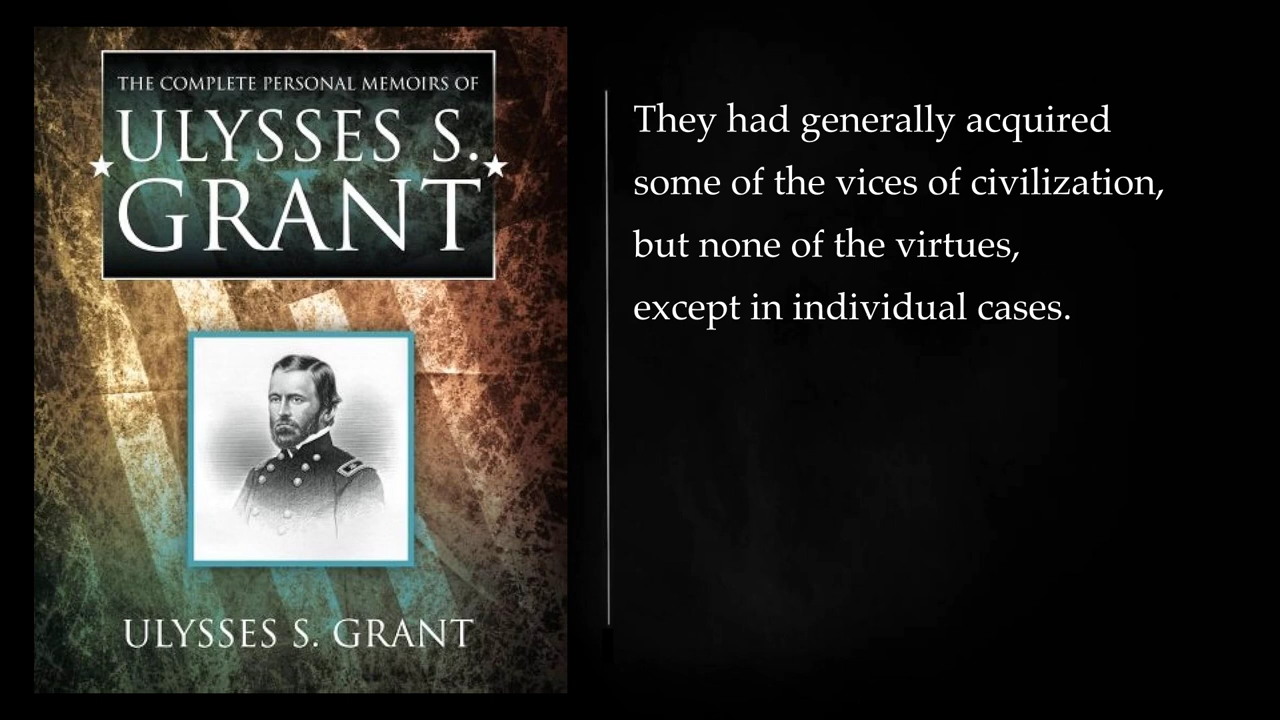 THE COMPLETE PERSONAL MEMOIRS OF
ULYSSES S.
GRANT
ULYSSES S. GRANT
They had generally acquired
some of the vices of civilization,
but none of the virtues,
except in individual cases.